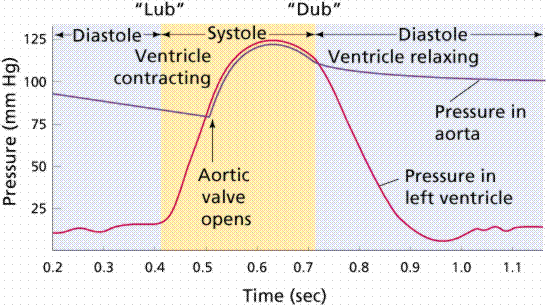 “Lub” “Dub”
Diastole Systole Diastole
Ventricle contracting
Ventricle relaxing
Pressure in aorta
Aortic valve opens
Pressure in left ventricle
Pressure (mm Hg)
125
100
75
50
25
0.2 0.3 0.4 0.5 0.6 0.7 0.8 0.9 1.0 1.1
Time (sec)